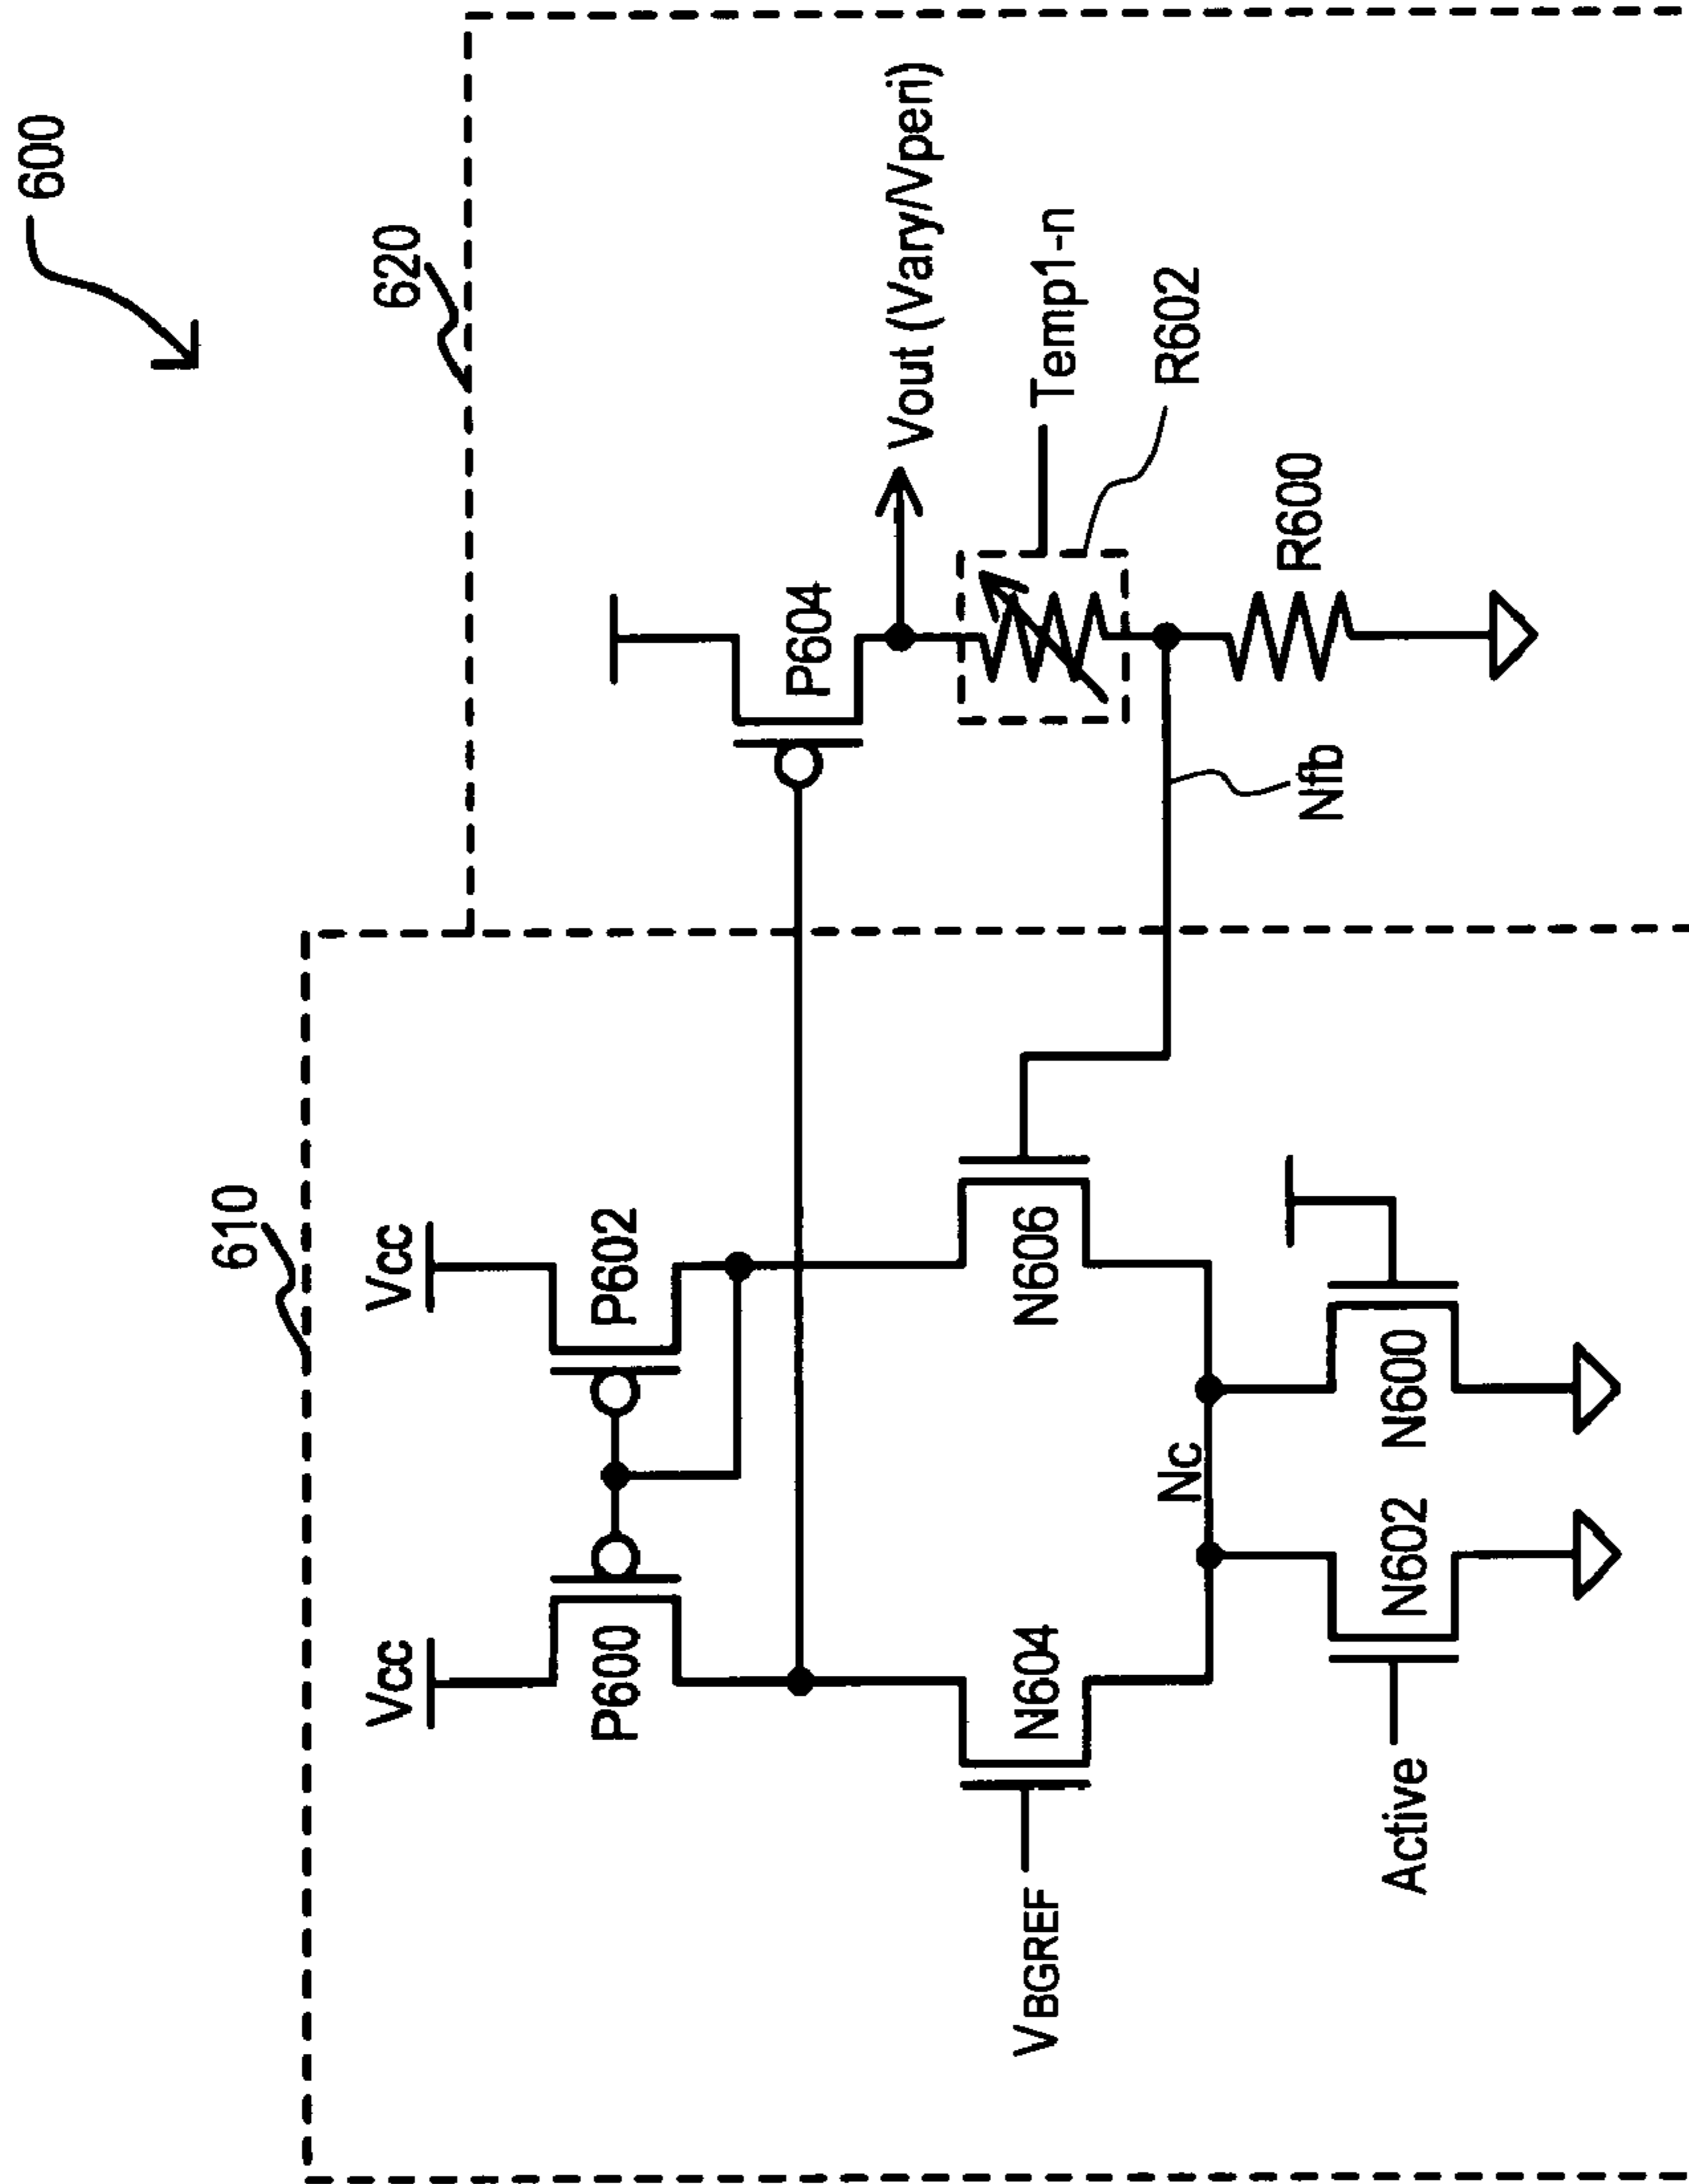 600
610
620
Vcc
Vcc
P600
P602
P604
Vout (Vary/Vperi)
Temp1-n
R602
VBGREF
N604
N606
Nfb
R600
Nc
Active
N602
N600